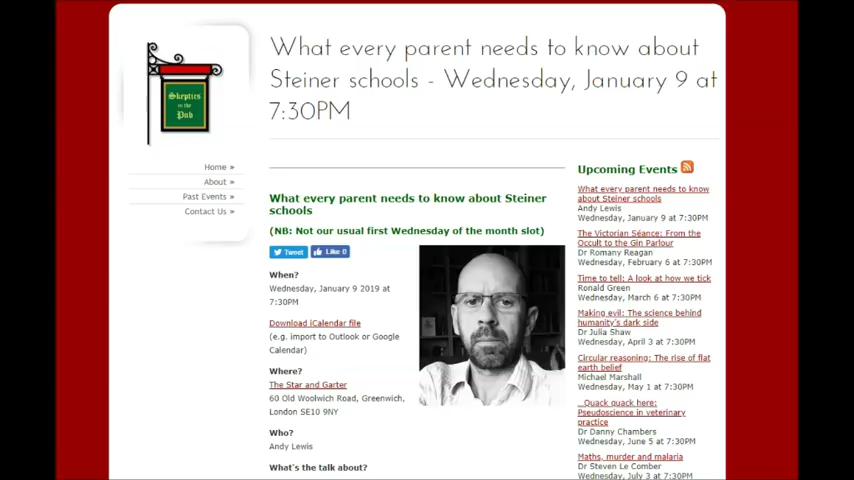 What every parent needs to know about
Steiner schools - Wednesday, January 9 at
7:30PM
Skeptics
in the
Pub
Home »
About »
Past Events »
Contact Us »
What every parent needs to know about Steiner
schools
(NB: Not our usual first Wednesday of the month slot)
Tweet
Like 0
When?
Wednesday, January 9 2019 at
7:30PM
Download iCalendar file
(e.g. import to Outlook or Google
Calendar)
Where?
The Star and Garter
60 Old Woolwich Road, Greenwich,
London SE10 9NY
Who?
Andy Lewis
What's the talk about?
Upcoming Events
What every parent needs to know
about Steiner schools
Andy Lewis
Wednesday, January 9 at 7:30PM
The Victorian Séance: From the
Occult to the Gin Parlour
Dr Romany Reagan
Wednesday, February 6 at 7:30PM
Time to tell: A look at how we tick
Ronald Green
Wednesday, March 6 at 7:30PM
Making evil: The science behind
humanity's dark side
Dr Julia Shaw
Wednesday, April 3 at 7:30PM
Circular reasoning: The rise of flat
earth belief
Michael Marshall
Wednesday, May 1 at 7:30PM
Quack quack here:
Pseudoscience in veterinary
practice
Dr Danny Chambers
Wednesday, June 5 at 7:30PM
Maths, murder and malaria
Dr Steven Le Comber
Wednesday, July 3 at 7:30PM